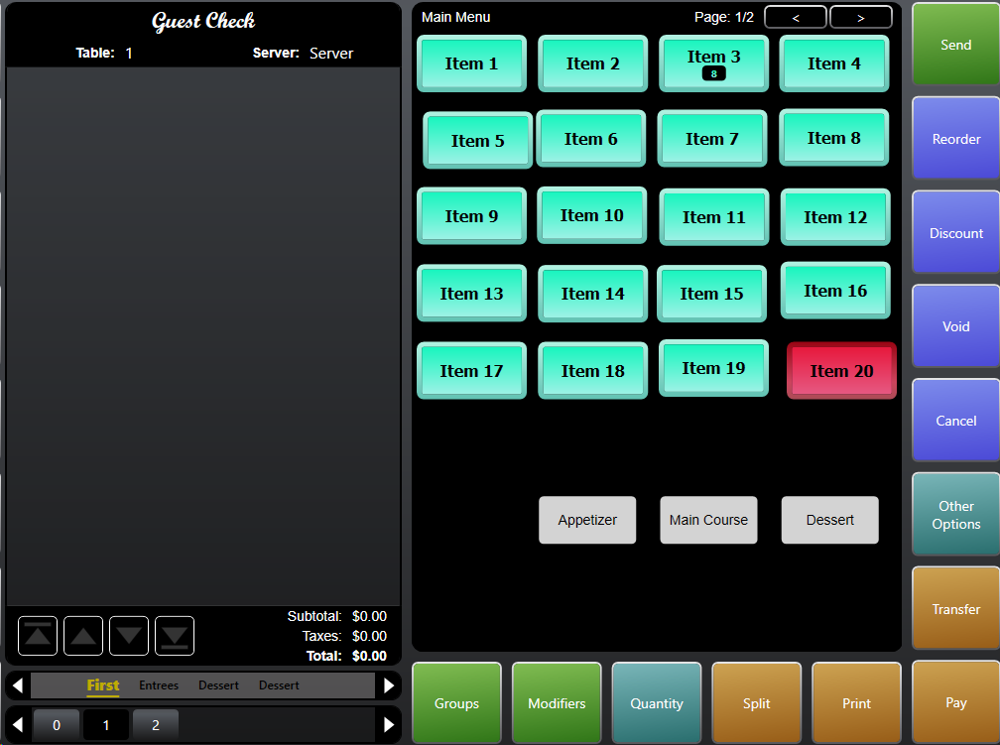 Guest Check
Table: 1 Server: Server
Subtotal: $0.00
Taxes: $0.00
Total: $0.00
First Entrees Dessert Dessert
0 1 2
Main Menu Page: 1/2 < >
Item 1 Item 2 Item 3 Item 4
8
Item 5 Item 6 Item 7 Item 8
Item 9 Item 10 Item 11 Item 12
Item 13 Item 14 Item 15 Item 16
Item 17 Item 18 Item 19 Item 20
Appetizer Main Course Dessert
Groups Modifiers Quantity Split Print
Send
Reorder
Discount
Void
Cancel
Other
Options
Transfer
Pay